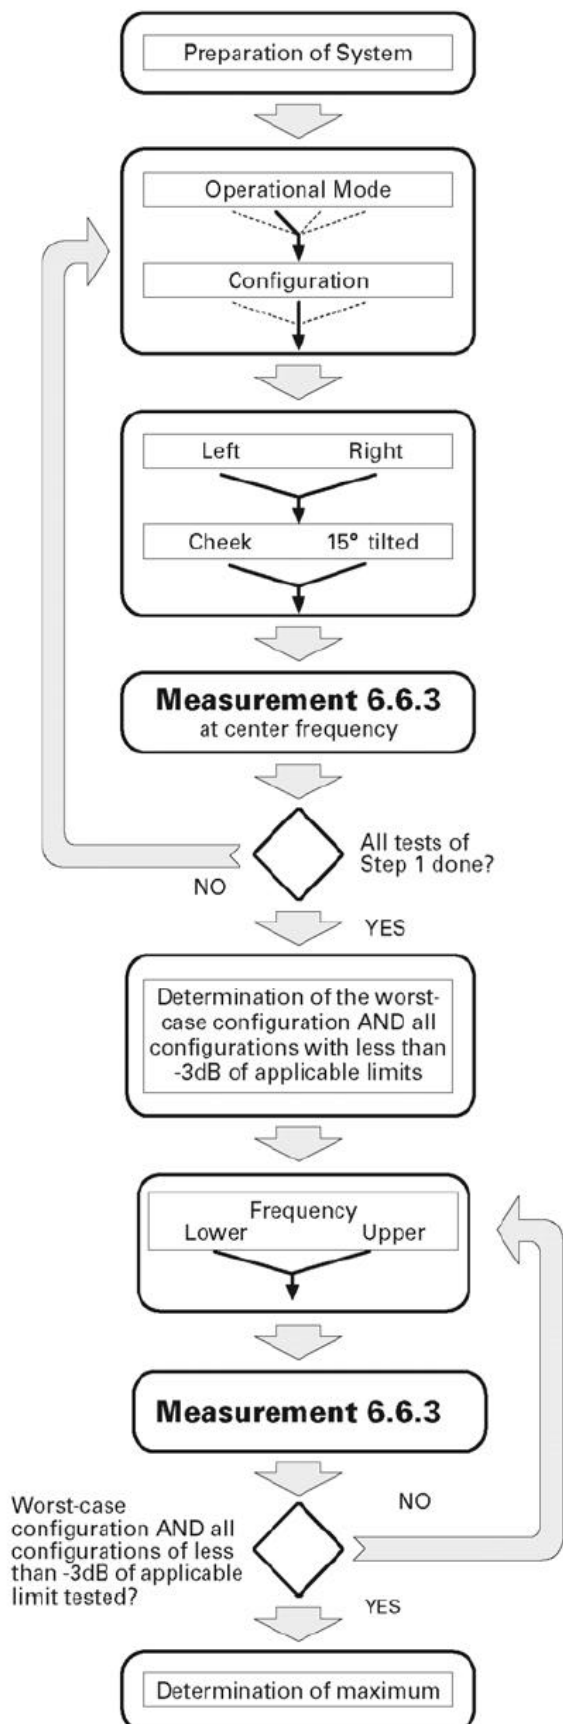 Preparation of System
Operational Mode
Configuration
Left Right
Cheek 15° tilted
Measurement 6.6.3
at center frequency
All tests of
Step 1 done?
NO
YES
Determination of the worst-
case configuration AND all
configurations with less than
-3dB of applicable limits
Frequency
Lower Upper
Measurement 6.6.3
NO
Worst-case
configuration AND all
configurations of less
than -3dB of applicable
limit tested?
YES
Determination of maximum